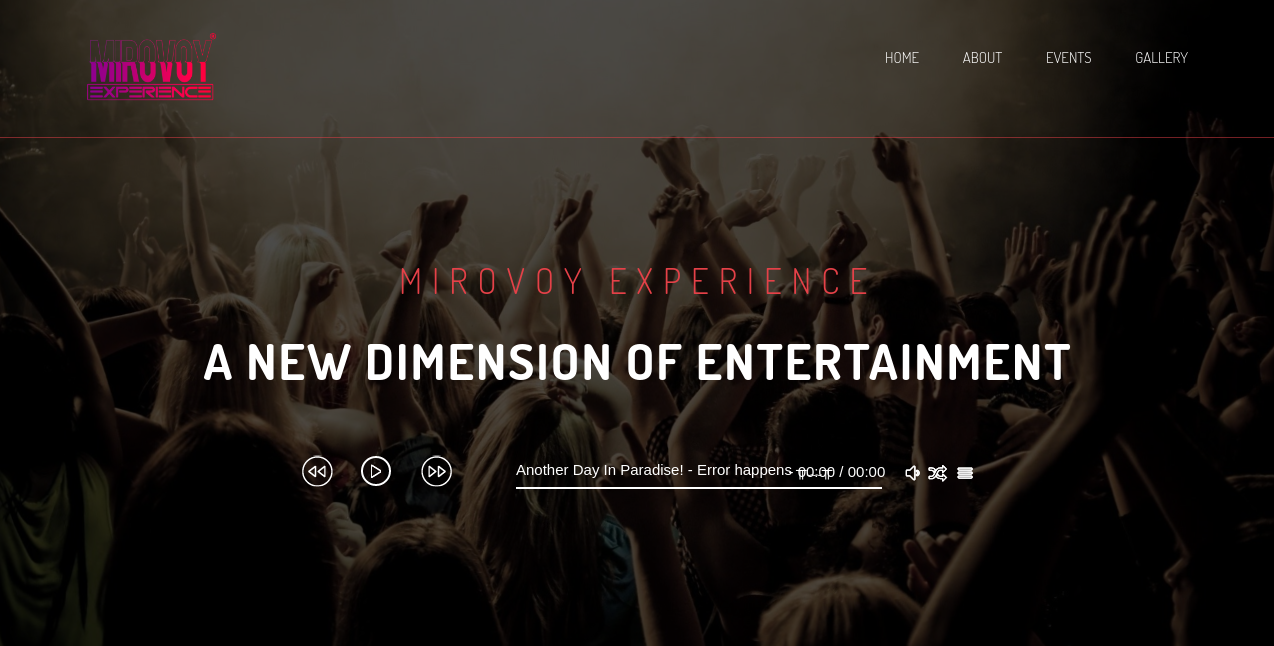 MIROVOY
EXPERIENCE
HOME ABOUT EVENTS GALLERY
MIROVOY EXPERIENCE
A NEW DIMENSION OF ENTERTAINMENT
Another Day In Paradise! - Error happens 00:00 / 00:00